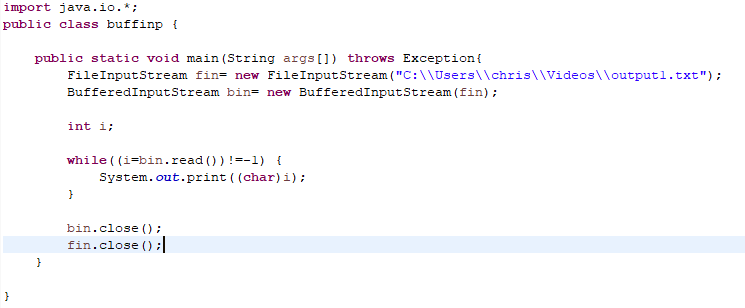 import java.io.*;
public class buffinp {
public static void main(String args[]) throws Exception{
FileInputStream fin= new FileInputStream("C:\\Users\\chris\\Videos\\output1.txt");
BufferedInputStream bin= new BufferedInputStream(fin);
int i;
while((i=bin.read())!=-1) {
System.out.print((char)i);
}
bin.close();
fin.close();
}
}